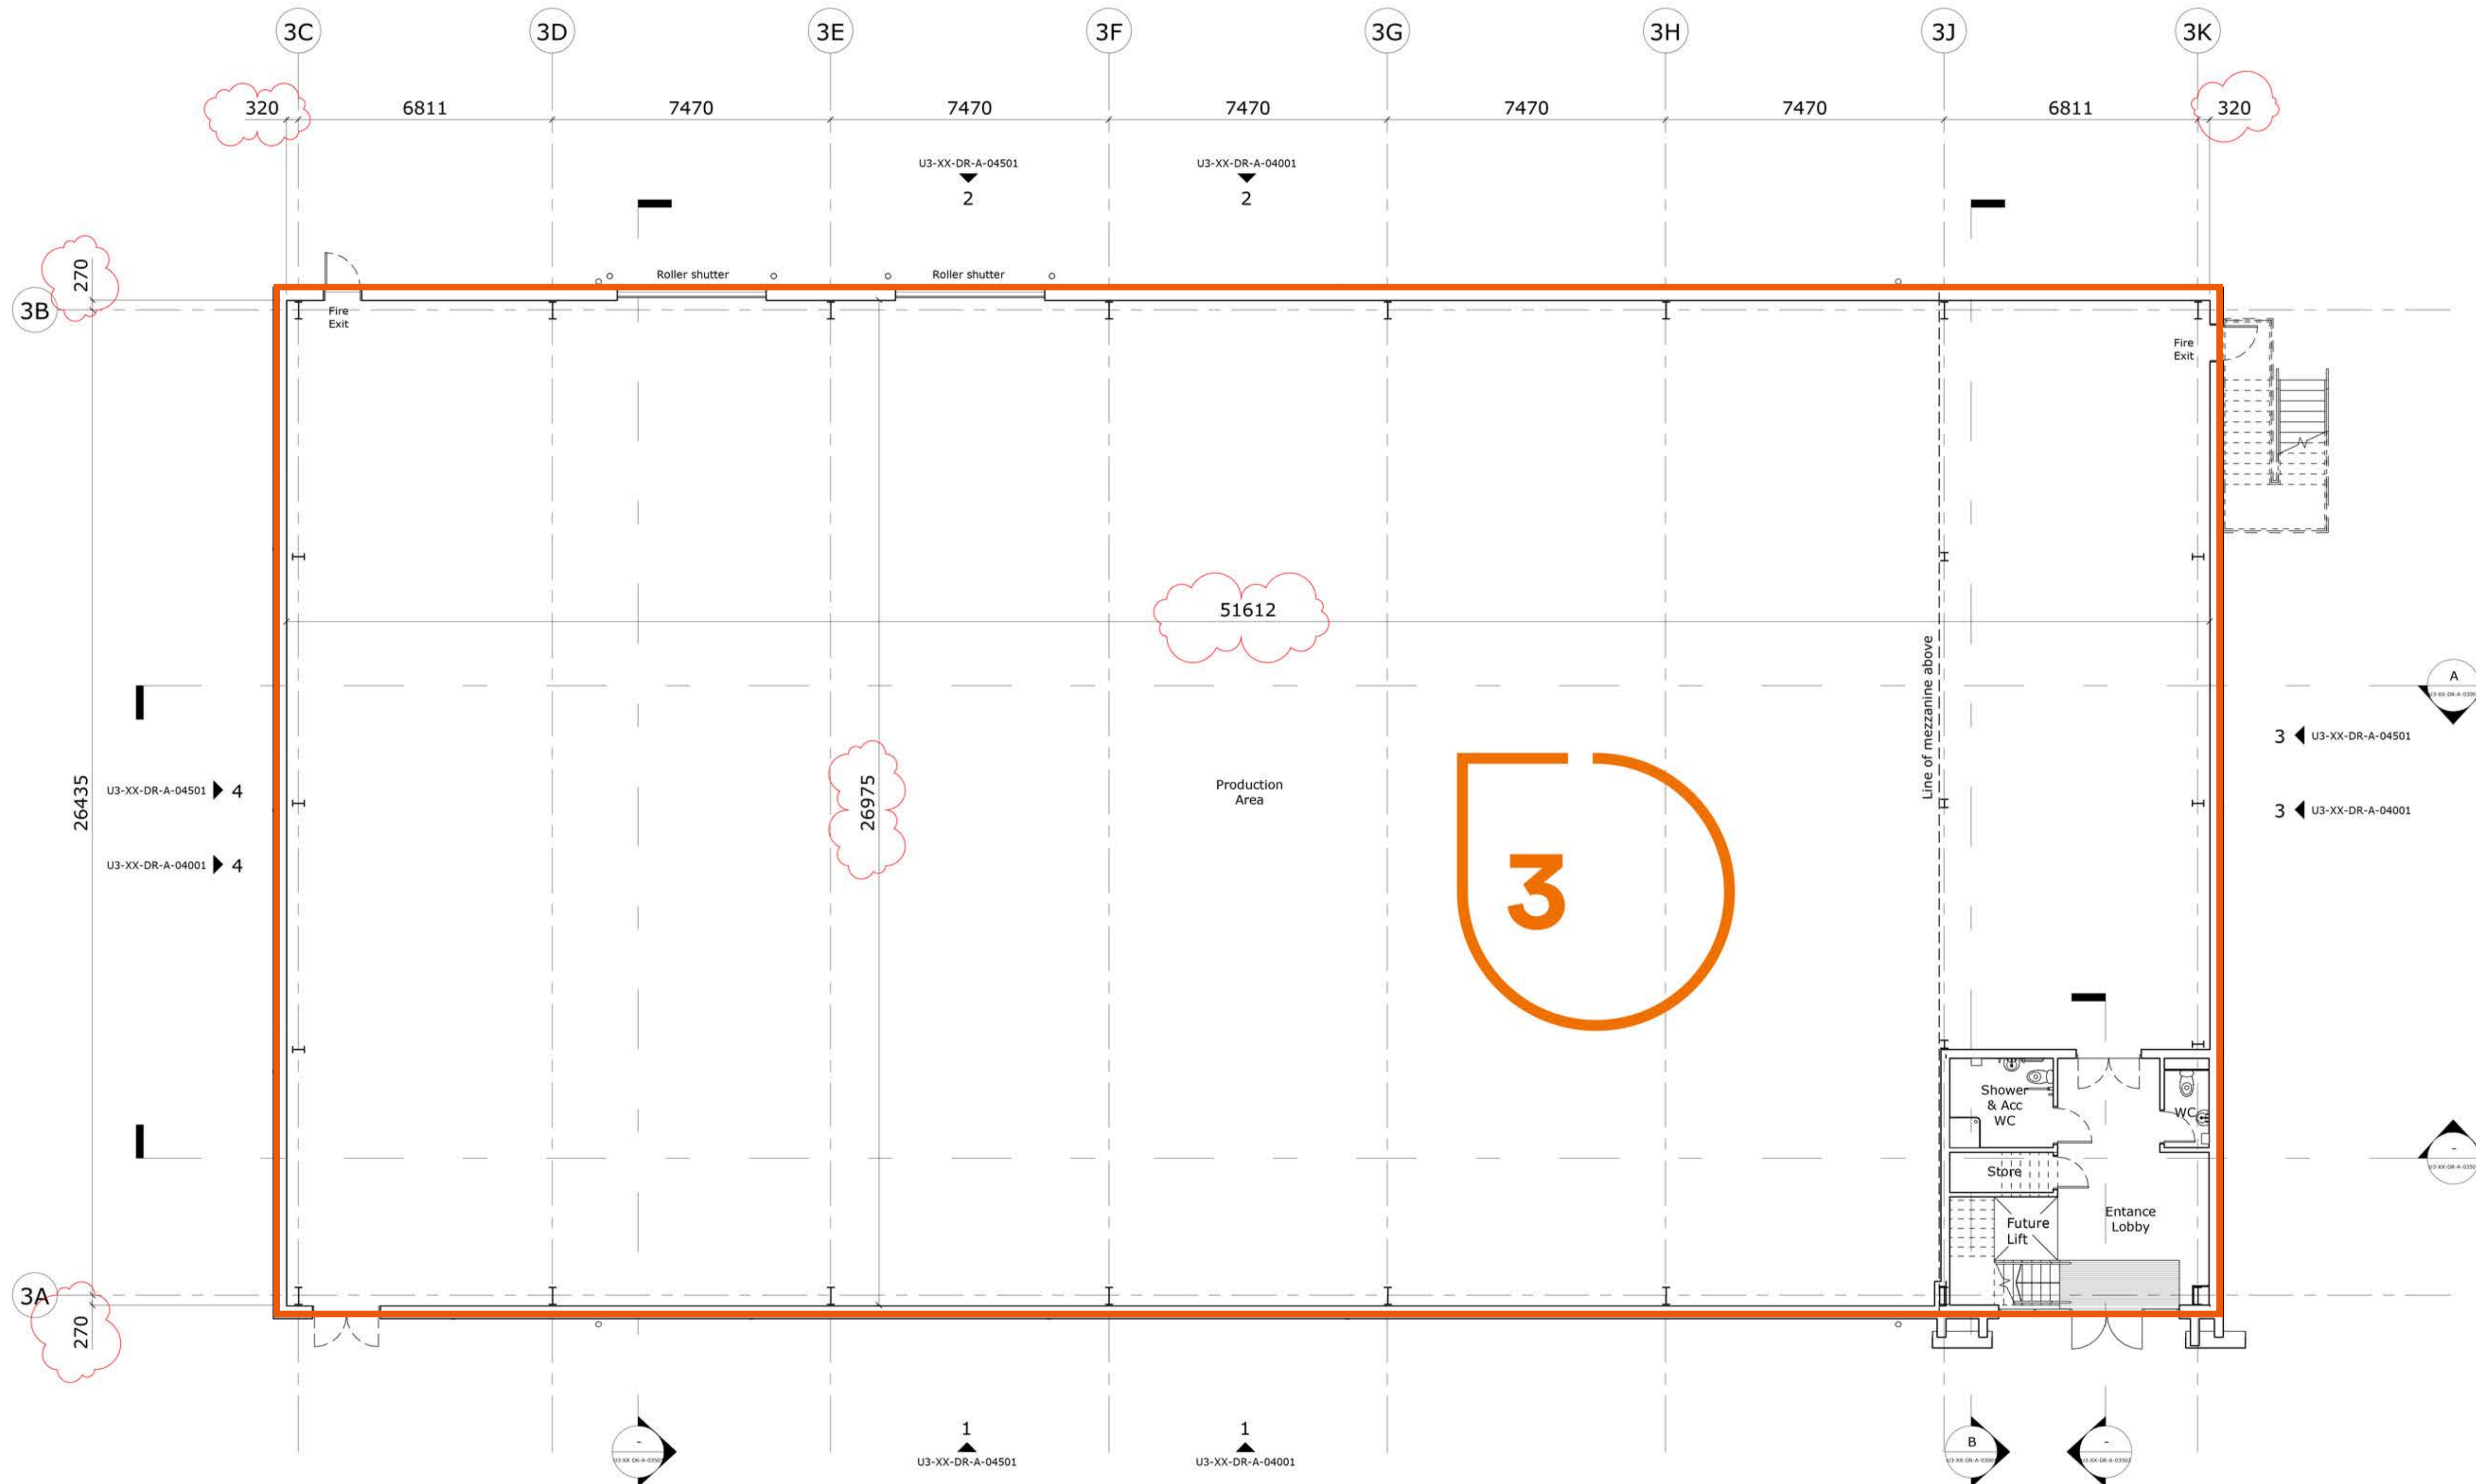 3C
3D
3E
3F
3G
3H
3J
3K
320
6811
7470
7470
7470
7470
7470
6811
320
U3-XX-DR-A-04501
2
U3-XX-DR-A-04001
2
270
3B
Roller shutter
Roller shutter
Fire
Exit
Fire
Exit
51612
Line of mezzanine above
A
3
U3-XX-DR-A-04501
26435
U3-XX-DR-A-04501
4
26975
Production
Area
3
U3-XX-DR-A-04001
U3-XX-DR-A-04001
4
3
Shower
& Acc
WC
WC
-
Store
Future
Lift
Entance
Lobby
3A
270
-
1
U3-XX-DR-A-04501
1
U3-XX-DR-A-04001
B
-